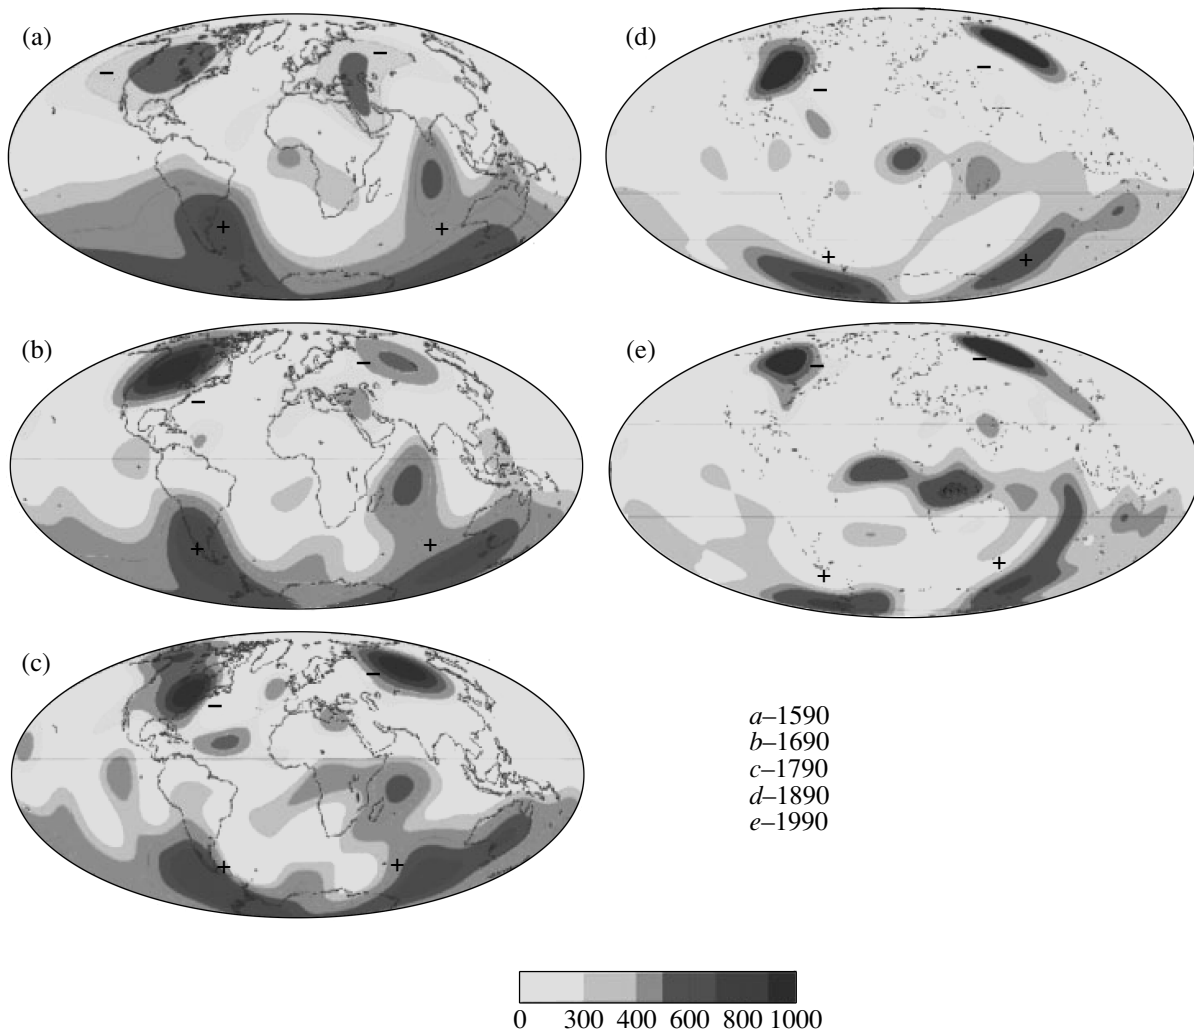 (a)
(d)
−
−
−
−
+
+
+
+
(b)
(e)
−
−
−
−
+
+
+
+
(c)
−
−
+
+
a–1590
b–1690
c–1790
d–1890
e–1990
0 300 400 600 800 1000